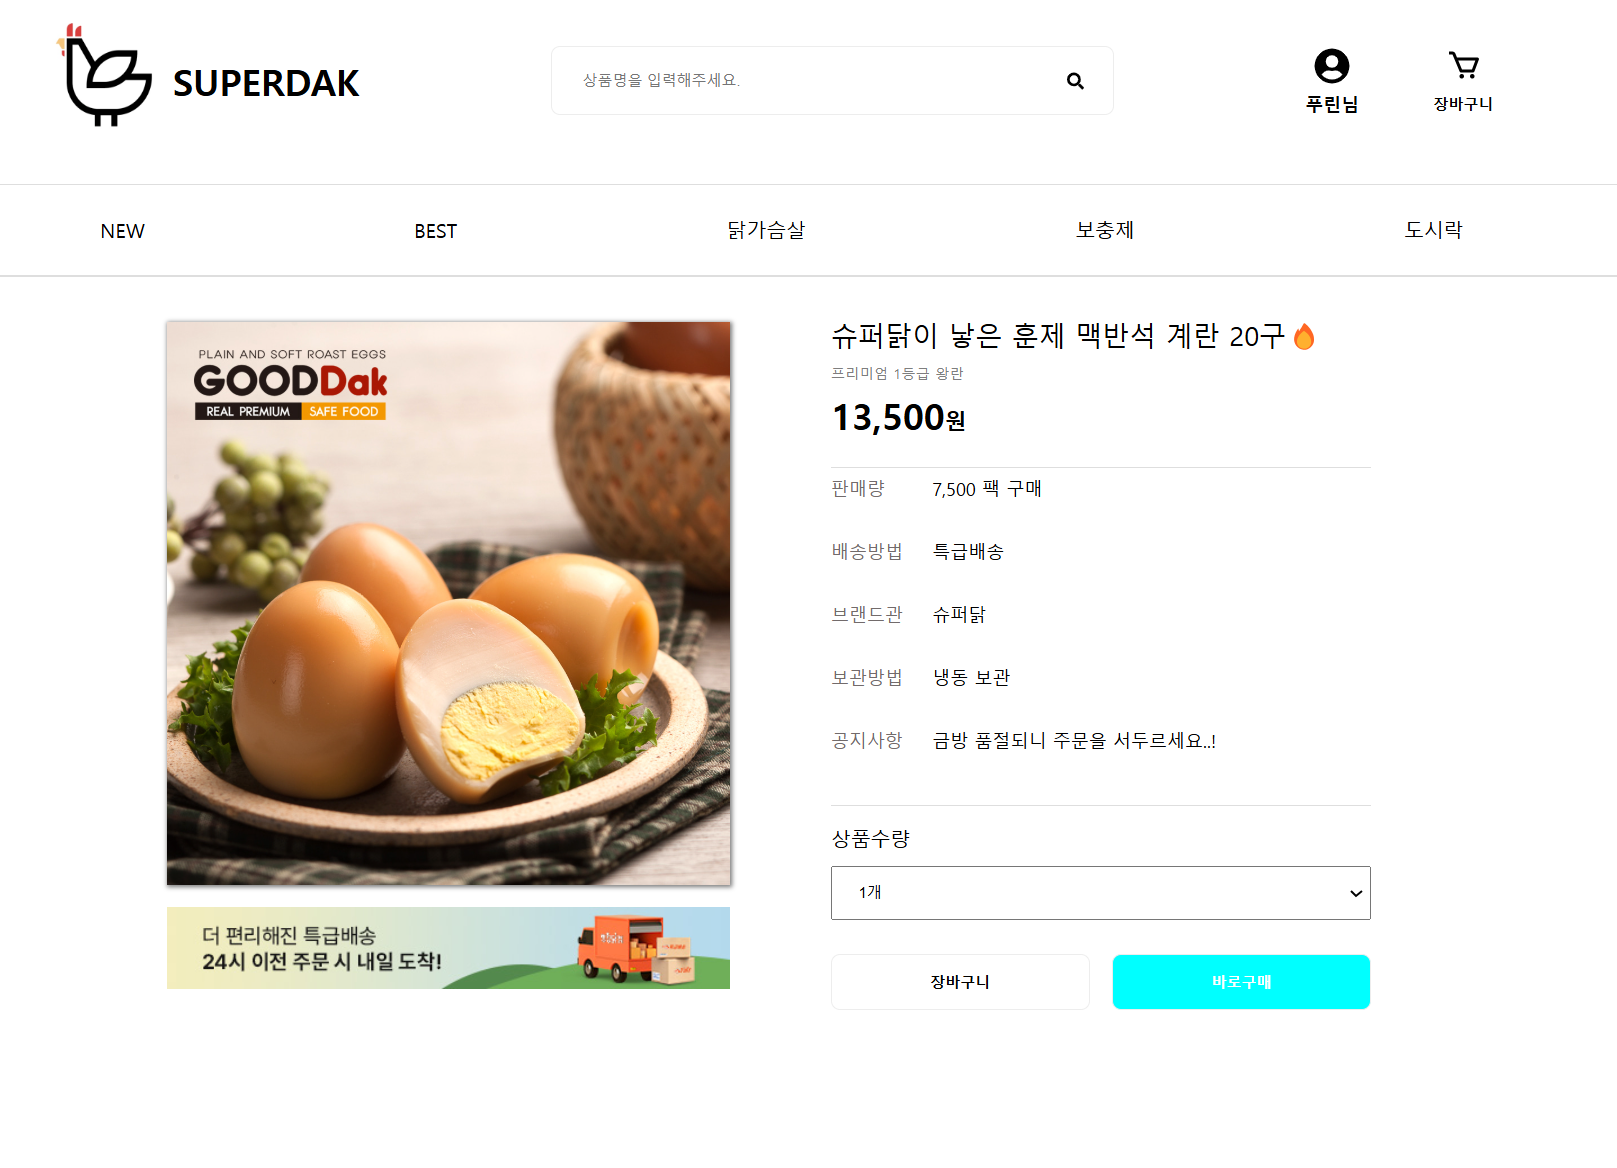 SUPERDAK
상품명을 입력해주세요.
푸린님
장바구니
NEW
BEST
닭가슴살
보충제
도시락
PLAIN AND SOFT ROAST EGGS
GOODDak
REAL PREMIUM SAFE FOOD
더 편리해진 특급배송
24시 이전 주문 시 내일 도착!
슈퍼닭이 낳은 훈제 맥반석 계란 20구🔥
프리미엄 1등급 왕란
13,500원
판매량 7,500 팩 구매
배송방법 특급배송
브랜드관 슈퍼닭
보관방법 냉동 보관
공지사항 금방 품절되니 주문을 서두르세요..!
상품수량
1개
장바구니
바로구매